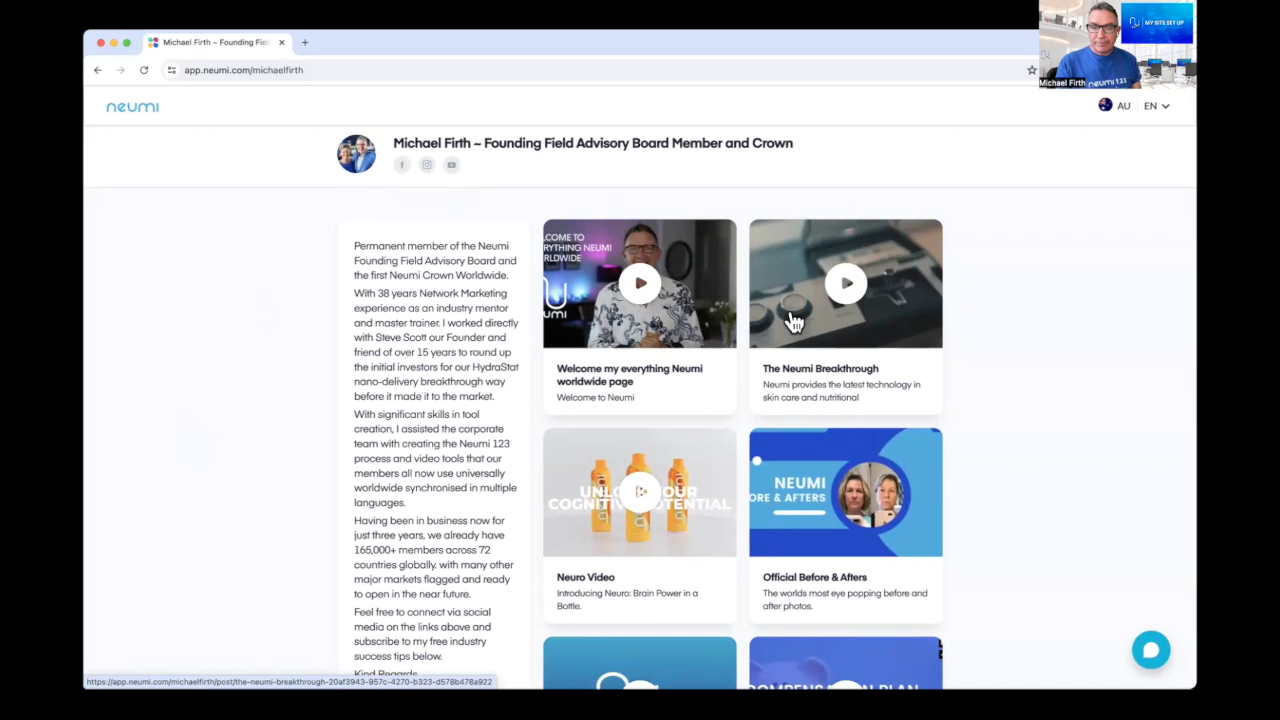 MY SITE SET UP
Michael Firth
neumi 123
Michael Firth ~ Founding Fiel
app.neumi.com/michaelfirth
neumi
AU
EN
Michael Firth ~ Founding Field Advisory Board Member and Crown
Permanent member of the Neumi
Founding Field Advisory Board and
the first Neumi Crown Worldwide.
With 38 years Network Marketing
experience as an industry mentor
and master trainer. I worked directly
with Steve Scott our Founder and
friend of over 15 years to round up
the initial investors for our HydraStat
nano-delivery breakthrough way
before it made it to the market.
With significant skills in tool
creation, I assisted the corporate
team with creating the Neumi 123
process and video tools that our
members all now use universally
worldwide synchronised in multiple
languages.
Having been in business now for
just three years, we already have
165,000+ members across 72
countries globally, with many other
major markets flagged and ready
to open in the near future.
Feel free to connect via social
media on the links above and
subscribe to my free industry
success tips below.
Kind Regards
COME TO
RYTHING NEUMI
RLDWIDE
UMI
Welcome my everything Neumi
worldwide page
Welcome to Neumi
The Neumi Breakthrough
Neumi provides the latest technology in
skin care and nutritional
COGNITIVE POTENTIAL
Neuro Video
Introducing Neuro: Brain Power in a
Bottle.
NEUMI
ORE & AFTERS
Official Before & Afters
The worlds most eye popping before and
after photos.
COMPENSATION PLAN
https://app.neumi.com/michaelfirth/post/the-neumi-breakthrough-20af3943-957c-4270-b323-d578b478a922